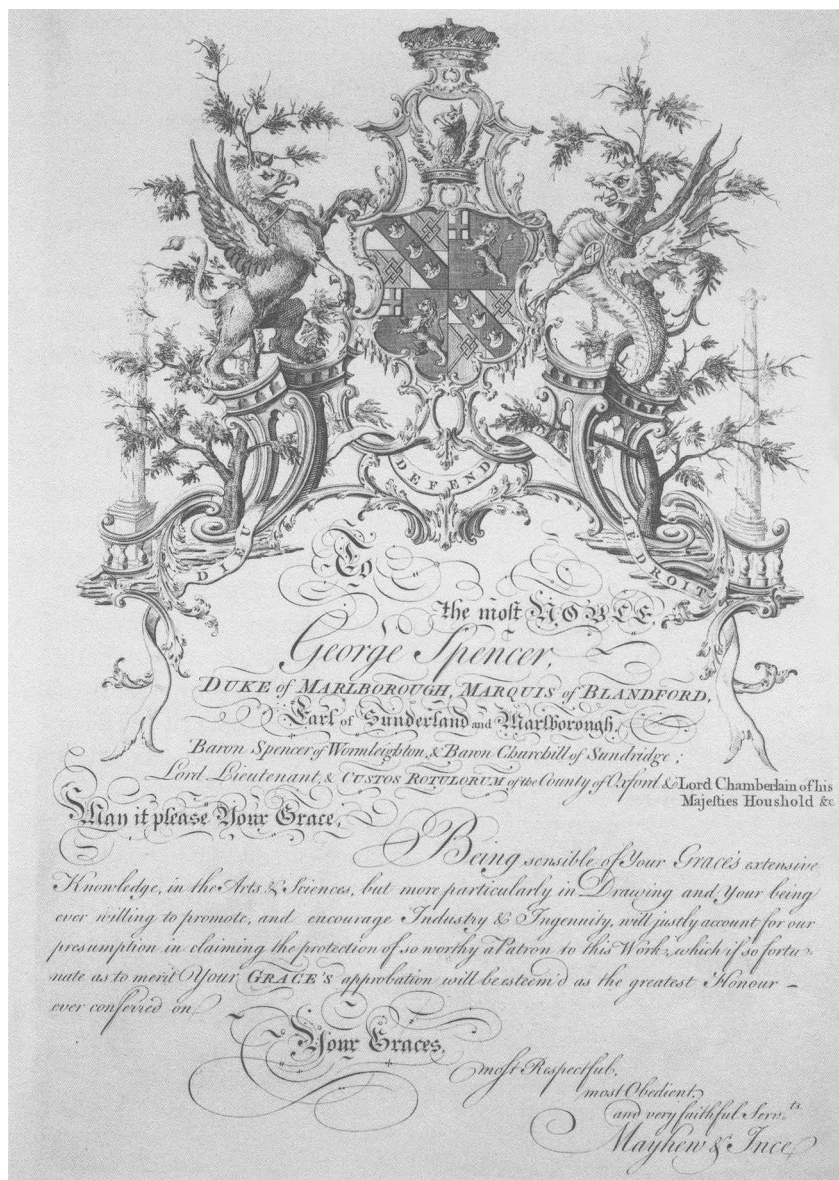 DEFEND
DIEU
LE DROIT
To
the moſt NOBLE,
George Spencer,
DUKE of MARLBOROUGH, MARQUIS of BLANDFORD,
Earl of Sunderland and Marlborough,
Baron Spencer of Wormleighton, & Baron Churchill of Sundridge;
Lord Lieutenant, & CUSTOS ROTULORUM of the County of Oxford & Lord Chamberlain of his
Majeſties Houshold &c
May it please Your Grace,
Being sensible of Your Grace's extensive
Knowledge, in the Arts & Sciences, but more particularly in Drawing and Your being
ever willing to promote, and encourage Industry & Ingenuity, will justly account for our
presumption in claiming the protection of so worthy a Patron to this Work; which if so fortu-
nate as to merit Your GRACE'S approbation will be esteem'd as the greatest Honour –
ever conferred on
Your Graces,
moſt Respectful,
most Obedient,
and very faithful Serv.ts
Mayhew & Ince